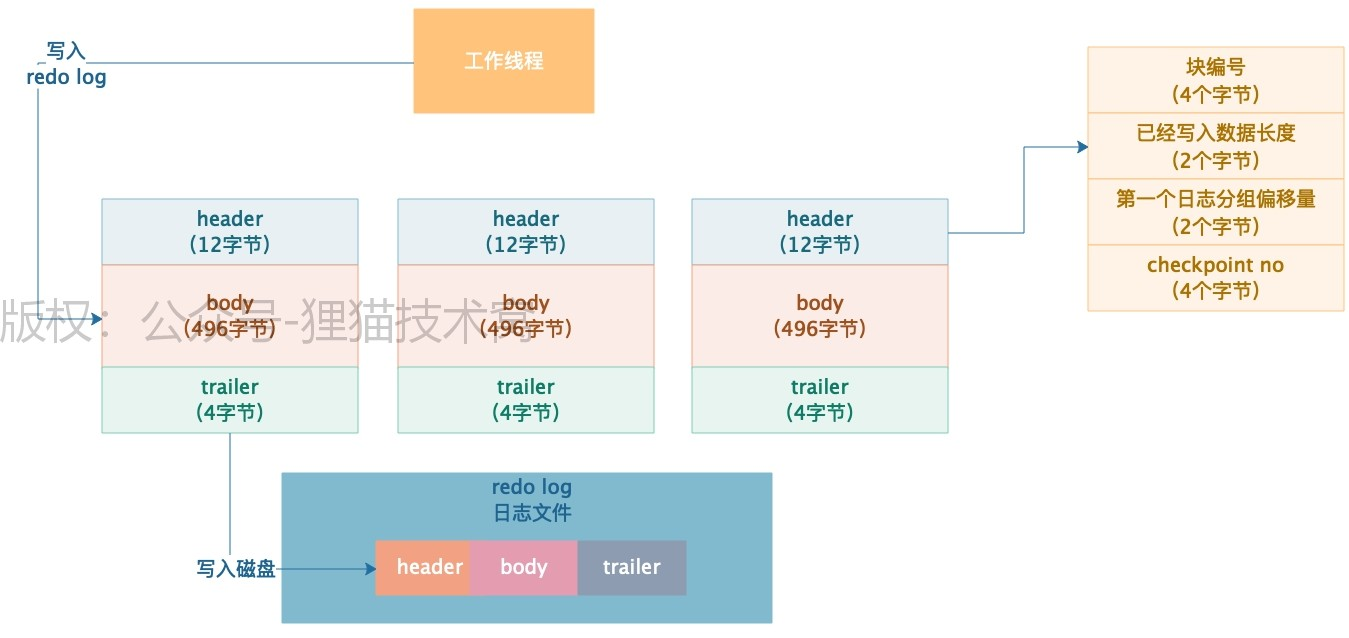 工作线程
写入
redo log
块编号
(4个字节)
已经写入数据长度
(2个字节)
第一个日志分组偏移量
(2个字节)
checkpoint no
(4个字节)
header
(12字节)
header
(12字节)
header
(12字节)
body
(496字节)
body
(496字节)
body
(496字节)
版权：公众号-狸猫技术窝
trailer
(4字节)
trailer
(4字节)
trailer
(4字节)
redo log
日志文件
写入磁盘
header
body
trailer